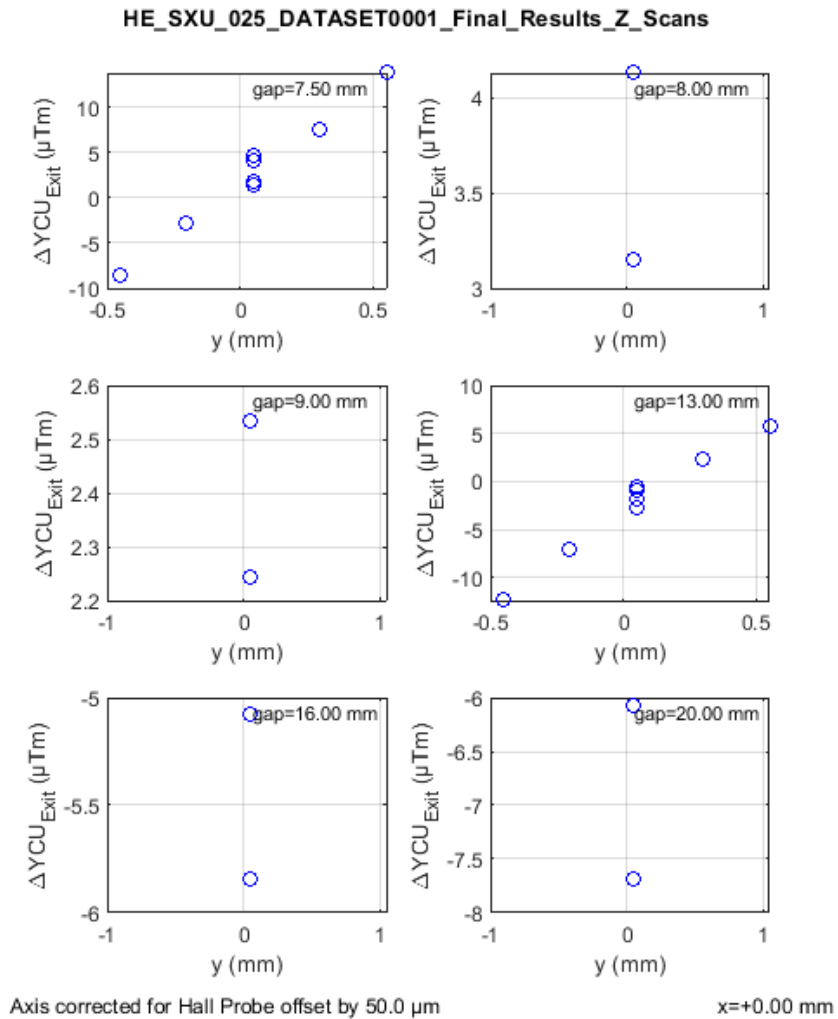 HE_SXU_025_DATASET0001_Final_Results_Z_Scans
gap=7.50 mm
10
5
0
-5
-10
-0.5
0
0.5
y (mm)
ΔYCU_Exit (µTm)
gap=8.00 mm
4
3.5
3
-1
0
1
y (mm)
ΔYCU_Exit (µTm)
gap=9.00 mm
2.6
2.5
2.4
2.3
2.2
-1
0
1
y (mm)
ΔYCU_Exit (µTm)
gap=13.00 mm
10
5
0
-5
-10
-0.5
0
0.5
y (mm)
ΔYCU_Exit (µTm)
gap=16.00 mm
-5
-5.5
-6
-1
0
1
y (mm)
ΔYCU_Exit (µTm)
gap=20.00 mm
-6
-6.5
-7
-7.5
-8
-1
0
1
y (mm)
ΔYCU_Exit (µTm)
Axis corrected for Hall Probe offset by 50.0 µm
x=+0.00 mm